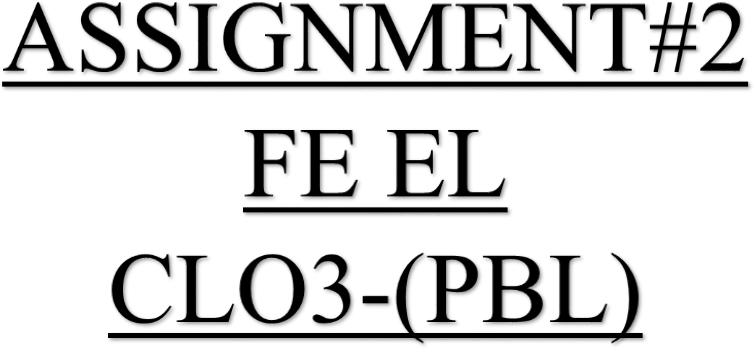 ASSIGNMENT#2
FE EL
CLO3-(PBL)